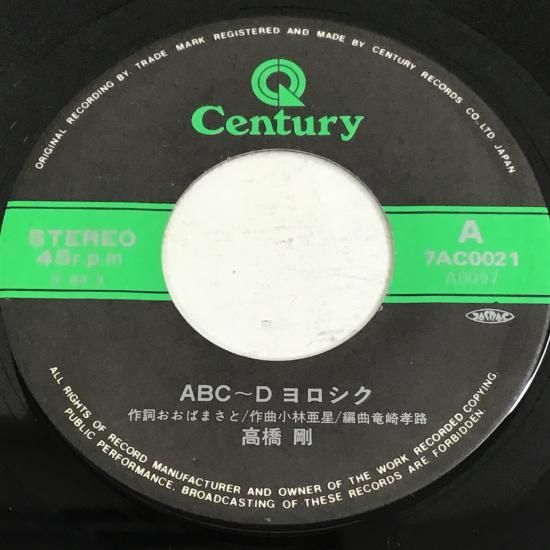 ORIGINAL RECORDING BY. TRADE MARK REGISTERED AND MADE BY CENTURY RECORDS CO., LTD. JAPAN.
Century
STEREO
45r.p.m
A
7AC0021
A0097
JASRAC
ABC～D ヨロシク
作詞おおばまさと/作曲小林亜星/編曲竜崎孝路
高橋 剛
ALL RIGHTS OF RECORD MANUFACTURER AND OWNER OF THE WORK RECORDED COPYING.
PUBLIC PERFORMANCE, BROADCASTING OF THESE RECORDS ARE FORBIDDEN.